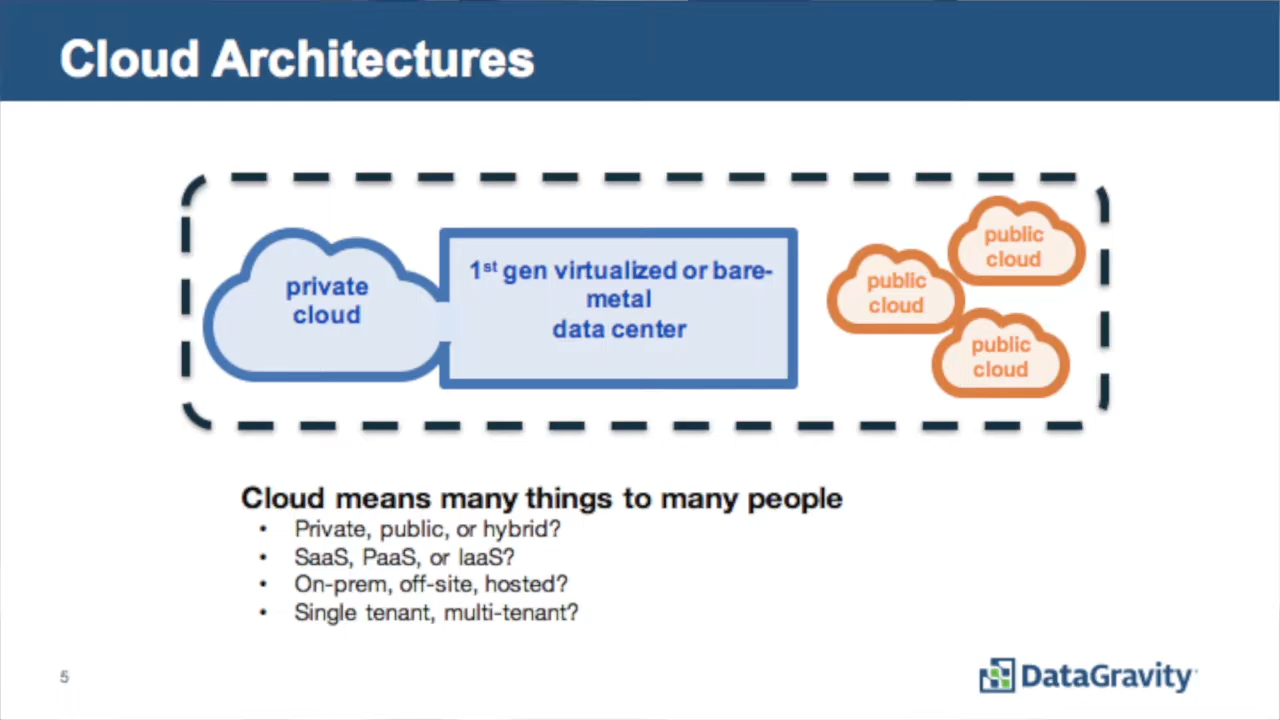 Cloud Architectures
private
cloud
1st gen virtualized or bare-
metal
data center
public
cloud
public
cloud
public
cloud
Cloud means many things to many people
• Private, public, or hybrid?
• SaaS, PaaS, or IaaS?
• On-prem, off-site, hosted?
• Single tenant, multi-tenant?
5
DataGravity